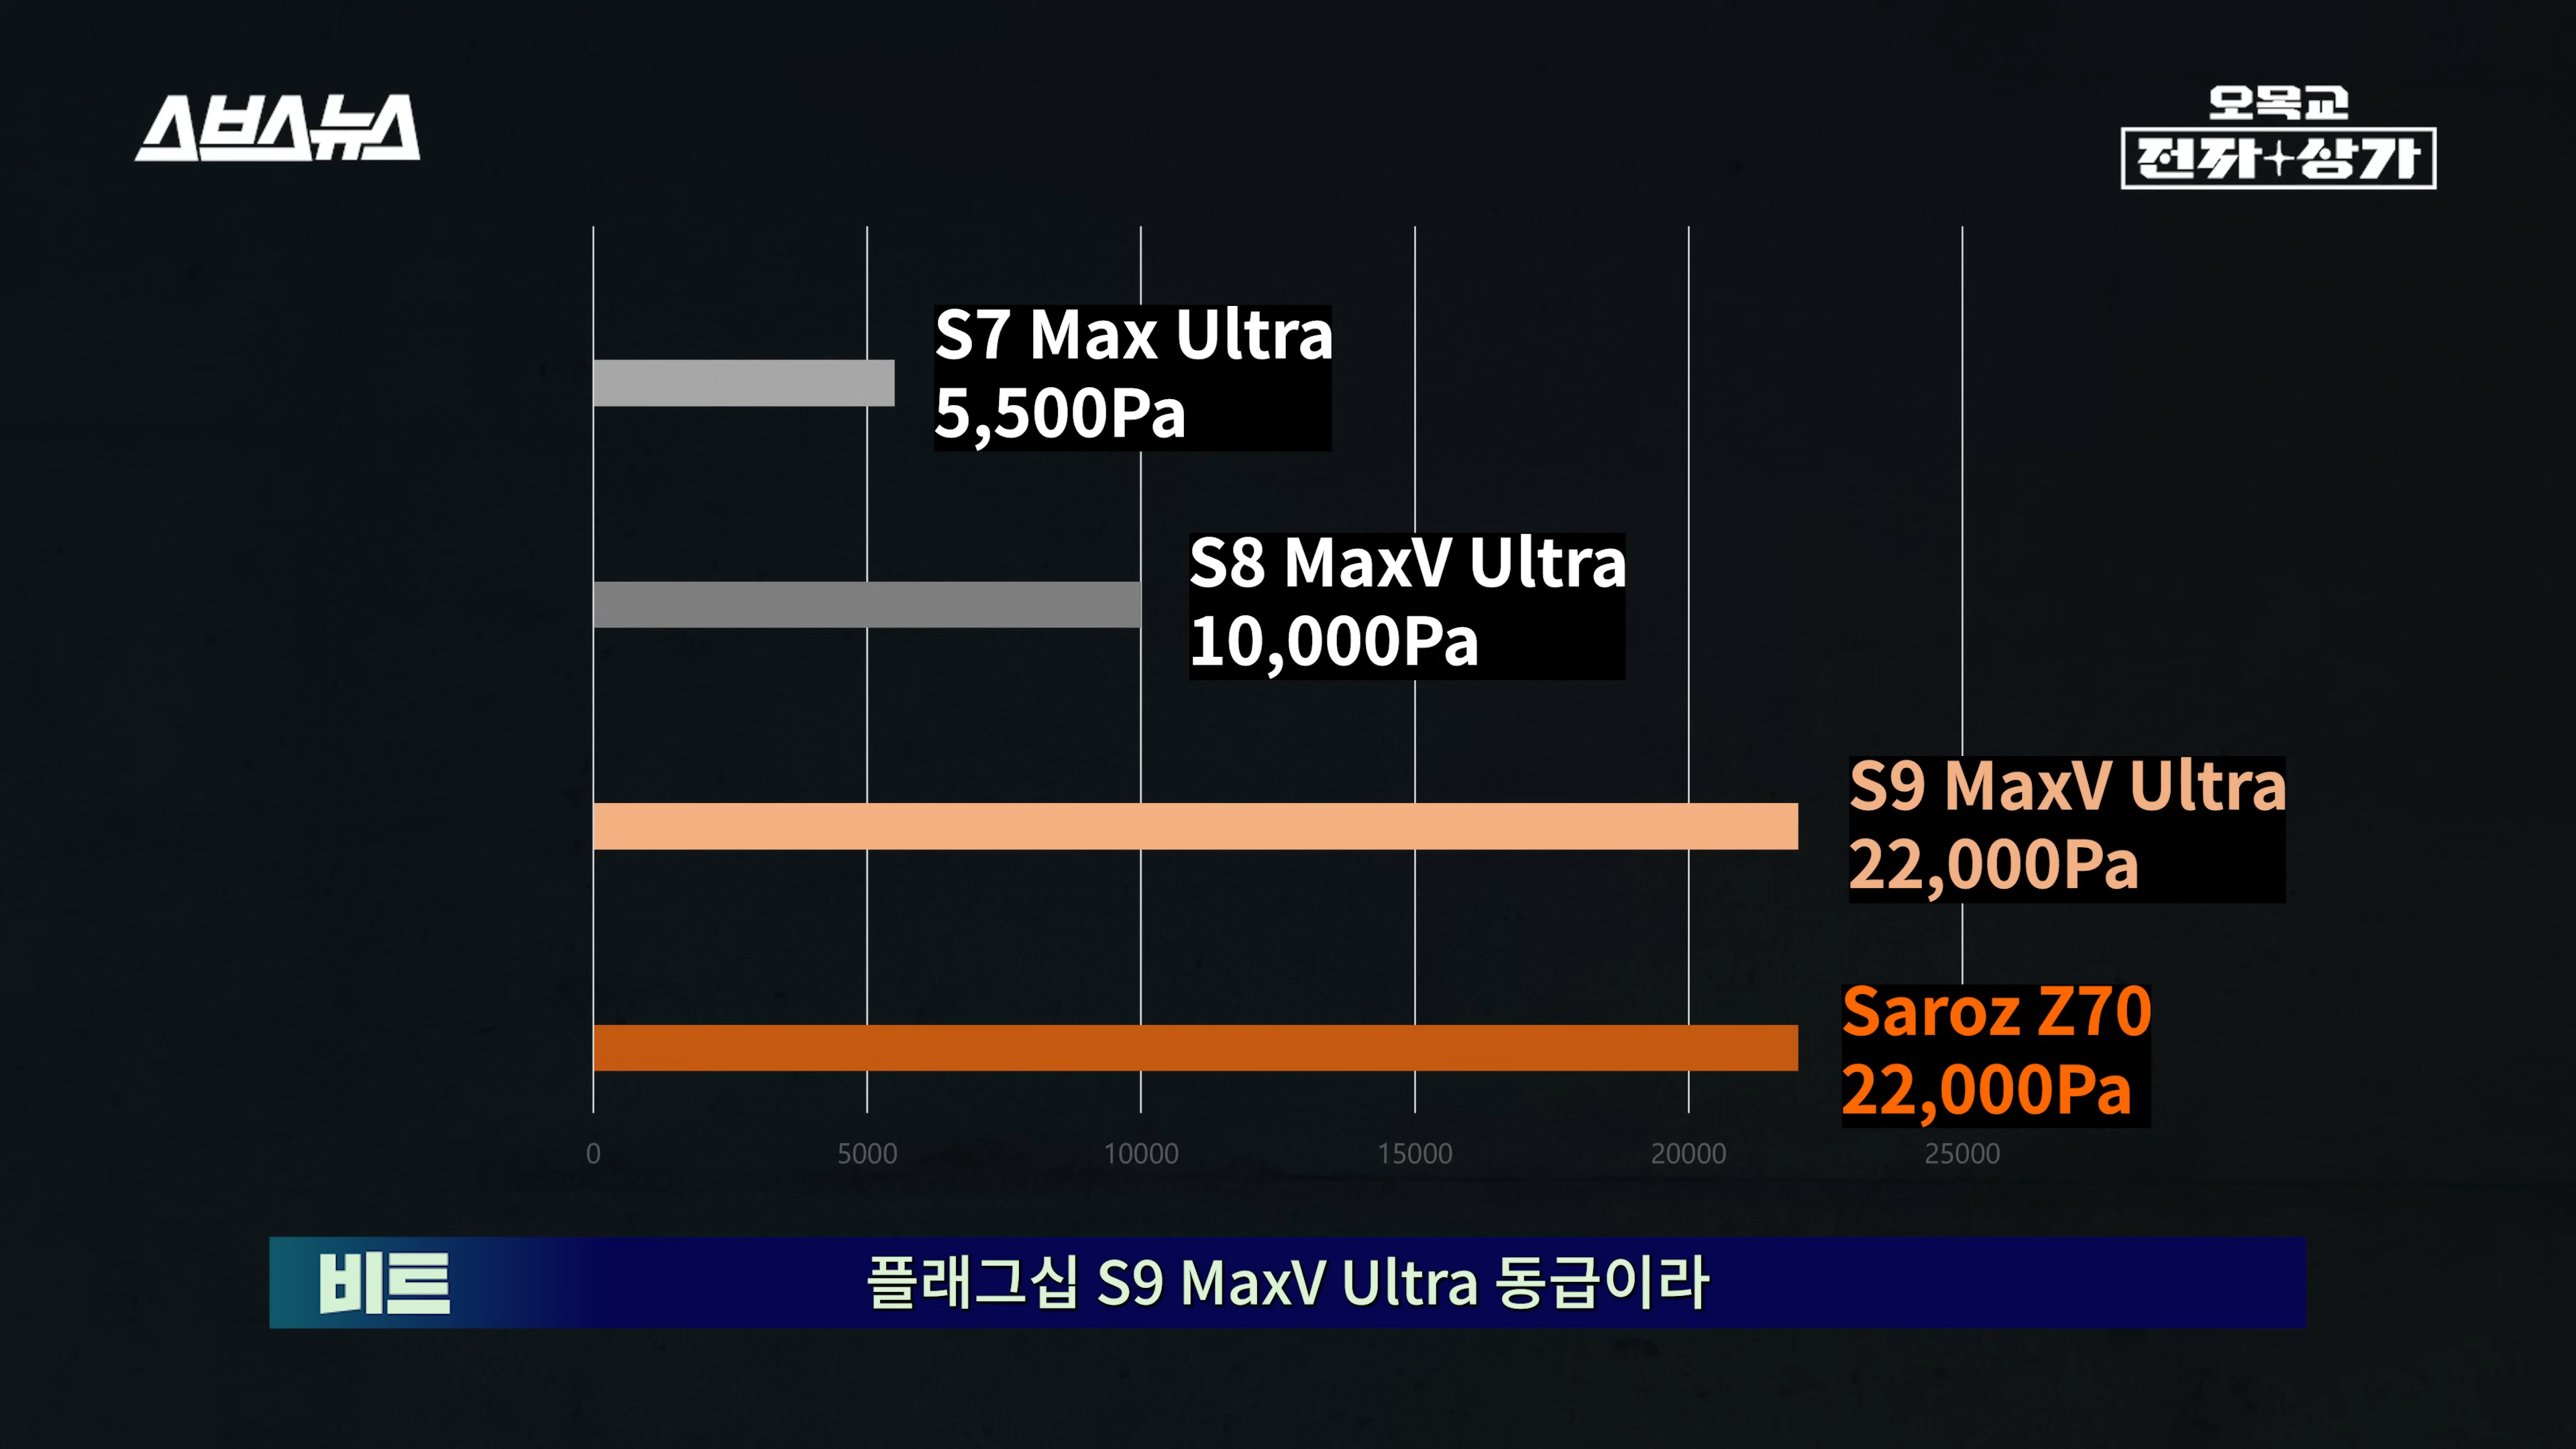 스브스뉴스
오목교
전자상가
S7 Max Ultra
5,500Pa
S8 MaxV Ultra
10,000Pa
S9 MaxV Ultra
22,000Pa
Saroz Z70
22,000Pa
0 5000 10000 15000 20000 25000
비트
플래그십 S9 MaxV Ultra 동급이라